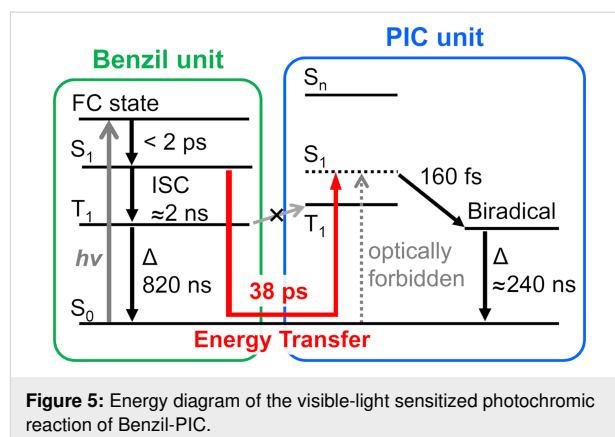 Benzil unit
PIC unit
FC state
< 2 ps
S1
ISC
≈2 ns
T1
hν
Δ
820 ns
S0
Sn
S1
160 fs
Biradical
T1
optically
forbidden
Δ
≈240 ns
38 ps
Energy Transfer
Figure 5: Energy diagram of the visible-light sensitized photochromic
reaction of Benzil-PIC.